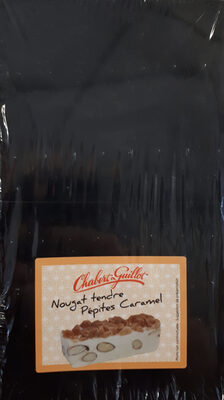 Chabert & Guillot
Nougat tendre
Pépites Caramel